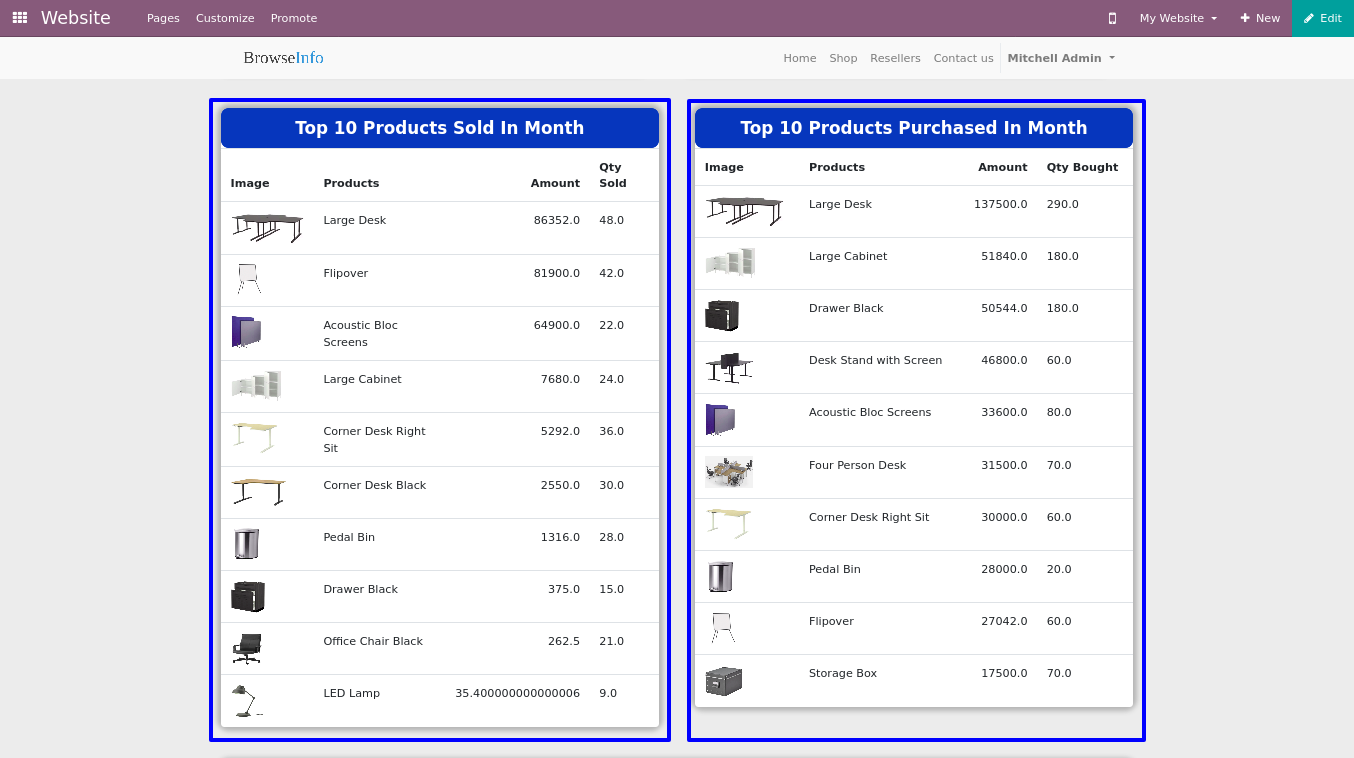 Website Pages Customize Promote My Website New Edit
BrowseInfo Home Shop Resellers Contact us Mitchell Admin
Top 10 Products Sold In Month
Image Products Amount Qty Sold
Large Desk 86352.0 48.0
Flipover 81900.0 42.0
Acoustic Bloc 64900.0 22.0
Screens
Large Cabinet 7680.0 24.0
Corner Desk Right 5292.0 36.0
Sit
Corner Desk Black 2550.0 30.0
Pedal Bin 1316.0 28.0
Drawer Black 375.0 15.0
Office Chair Black 262.5 21.0
LED Lamp 35.400000000000006 9.0
Top 10 Products Purchased In Month
Image Products Amount Qty Bought
Large Desk 137500.0 290.0
Large Cabinet 51840.0 180.0
Drawer Black 50544.0 180.0
Desk Stand with Screen 46800.0 60.0
Acoustic Bloc Screens 33600.0 80.0
Four Person Desk 31500.0 70.0
Corner Desk Right Sit 30000.0 60.0
Pedal Bin 28000.0 20.0
Flipover 27042.0 60.0
Storage Box 17500.0 70.0